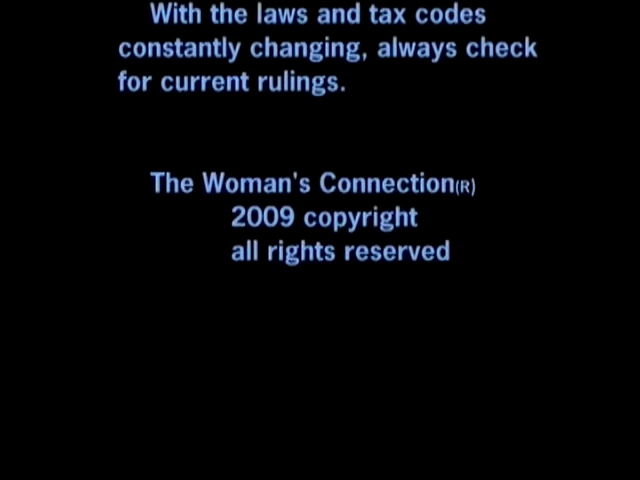 With the laws and tax codes
constantly changing, always check
for current rulings.
The Woman's Connection(R)
2009 copyright
all rights reserved